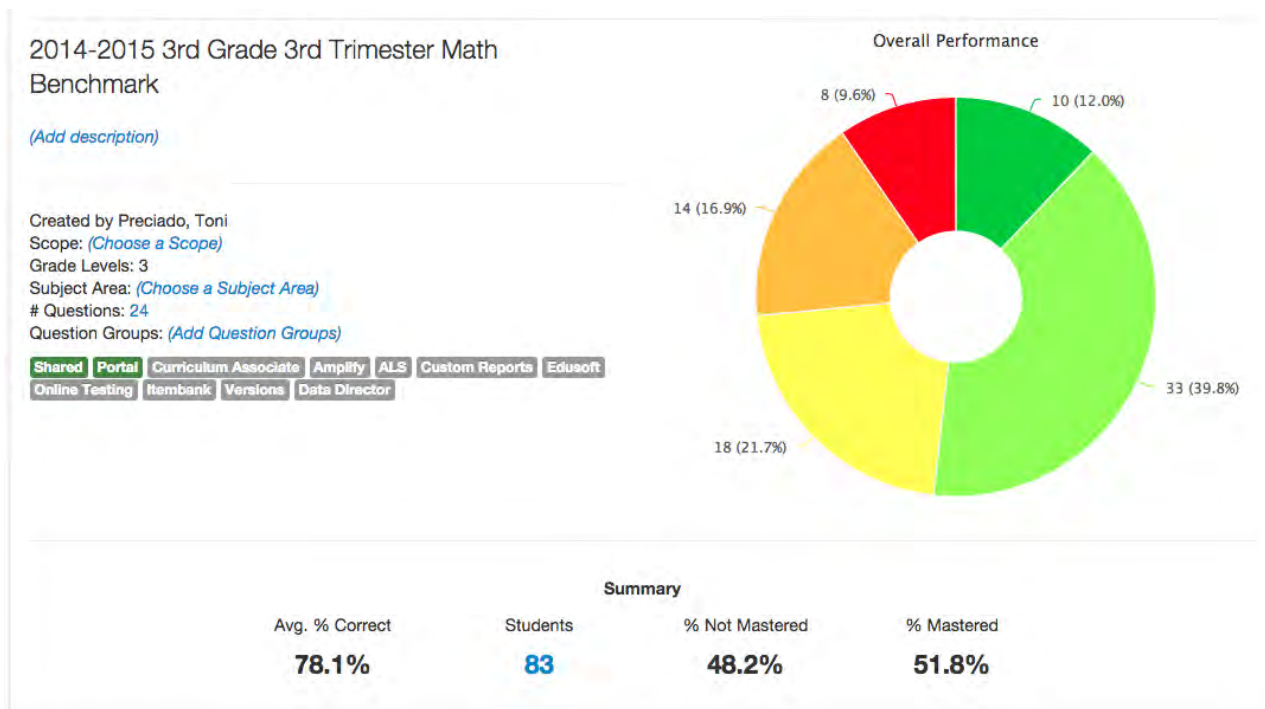 2014-2015 3rd Grade 3rd Trimester Math
Benchmark
(Add description)
Created by Preciado, Toni
Scope: (Choose a Scope)
Grade Levels: 3
Subject Area: (Choose a Subject Area)
# Questions: 24
Question Groups: (Add Question Groups)
Shared Portal Curriculum Associate Amplify ALS Custom Reports Edusoft
Online Testing Itembank Versions Data Director
Overall Performance
8 (9.6%)
10 (12.0%)
14 (16.9%)
33 (39.8%)
18 (21.7%)
Summary
Avg. % Correct Students % Not Mastered % Mastered
78.1% 83 48.2% 51.8%